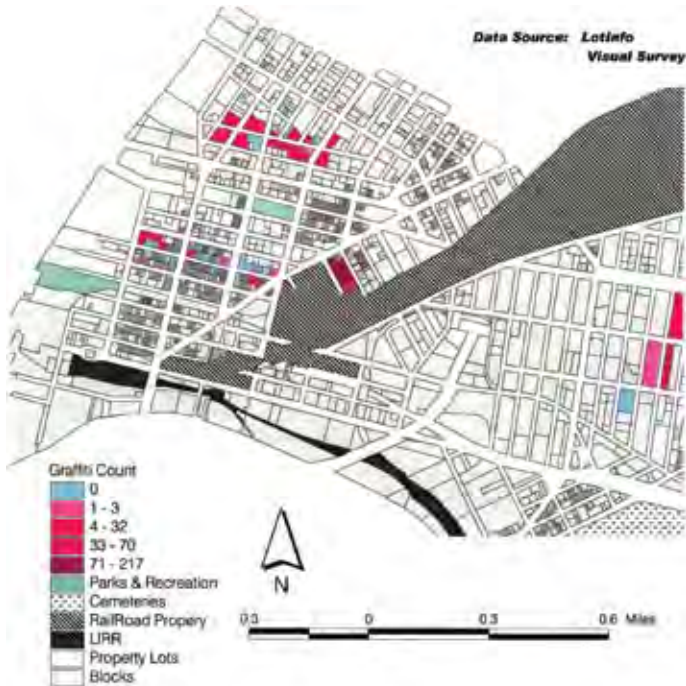 Data Source: LotInfo
Visual Survey
Graffiti Count
0
1 - 3
4 - 32
33 - 70
71 - 217
Parks & Recreation
Cemeteries
RailRoad Propery
LIRR
Property Lots
Blocks
N
0.3 0 0.3 0.6 Miles